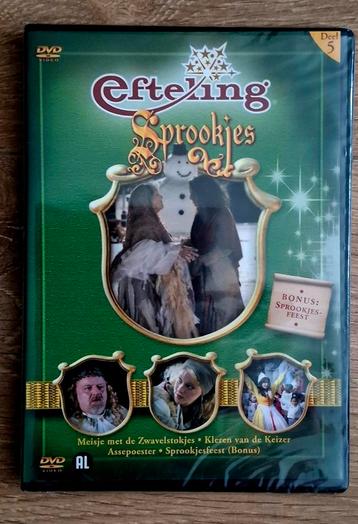 DVD
VIDEO
Deel
5
Efteling
Sprookjes
BONUS:
SPROOKJES-
FEEST
Meisje met de Zwavelstokjes • Kleren van de Keizer
Assepoester • Sprookjesfeest (Bonus)
DVD
VIDEO
AL